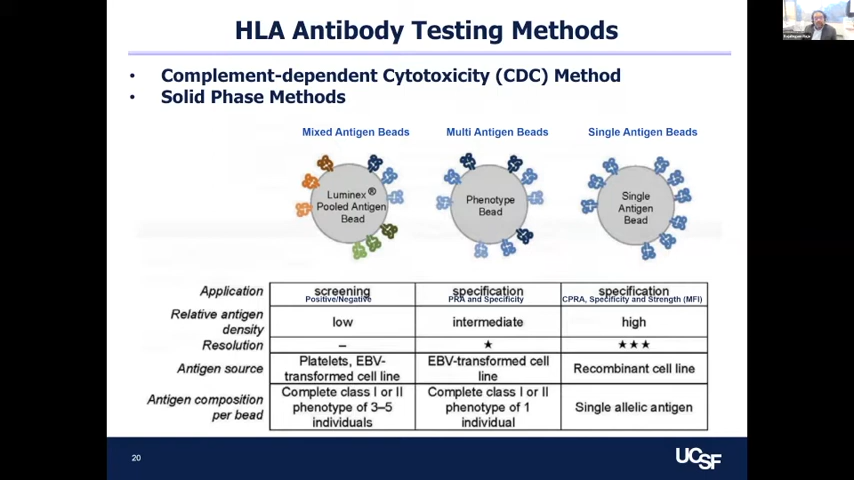 HLA Antibody Testing Methods
• Complement-dependent Cytotoxicity (CDC) Method
• Solid Phase Methods
Mixed Antigen Beads Multi Antigen Beads Single Antigen Beads
Luminex®
Pooled Antigen
Bead
Phenotype
Bead
Single
Antigen
Bead
Application screening specification specification
Positive/Negative PRA and Specificity CPRA, Specificity and Strength (MFI)
Relative antigen
density low intermediate high
Resolution – ★ ★★★
Antigen source Platelets, EBV-
transformed cell line EBV-transformed cell
line Recombinant cell line
Antigen composition
per bead Complete class I or II
phenotype of 3–5
individuals Complete class I or II
phenotype of 1
individual Single allelic antigen
20
UCSF